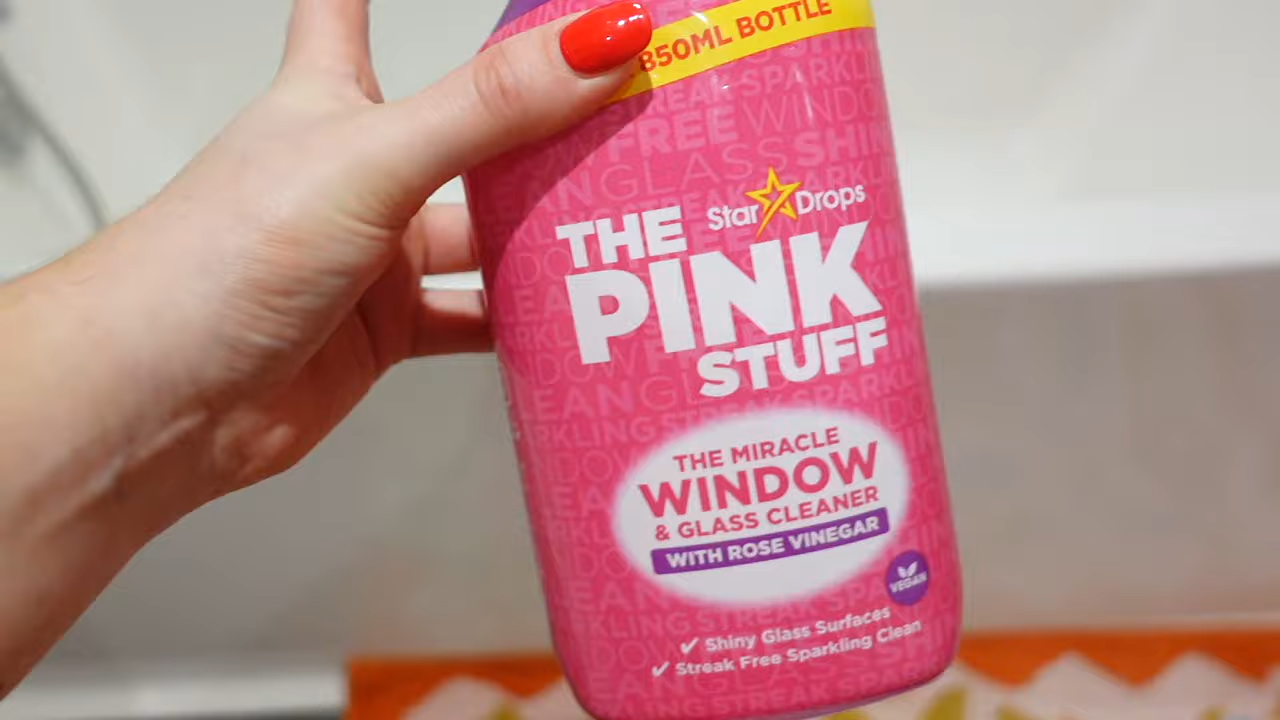 850ML BOTTLE
Star Drops
THE
PINK
STUFF
THE MIRACLE
WINDOW
& GLASS CLEANER
WITH ROSE VINEGAR
VEGAN
✓ Shiny Glass Surfaces
✓ Streak Free Sparkling Clean